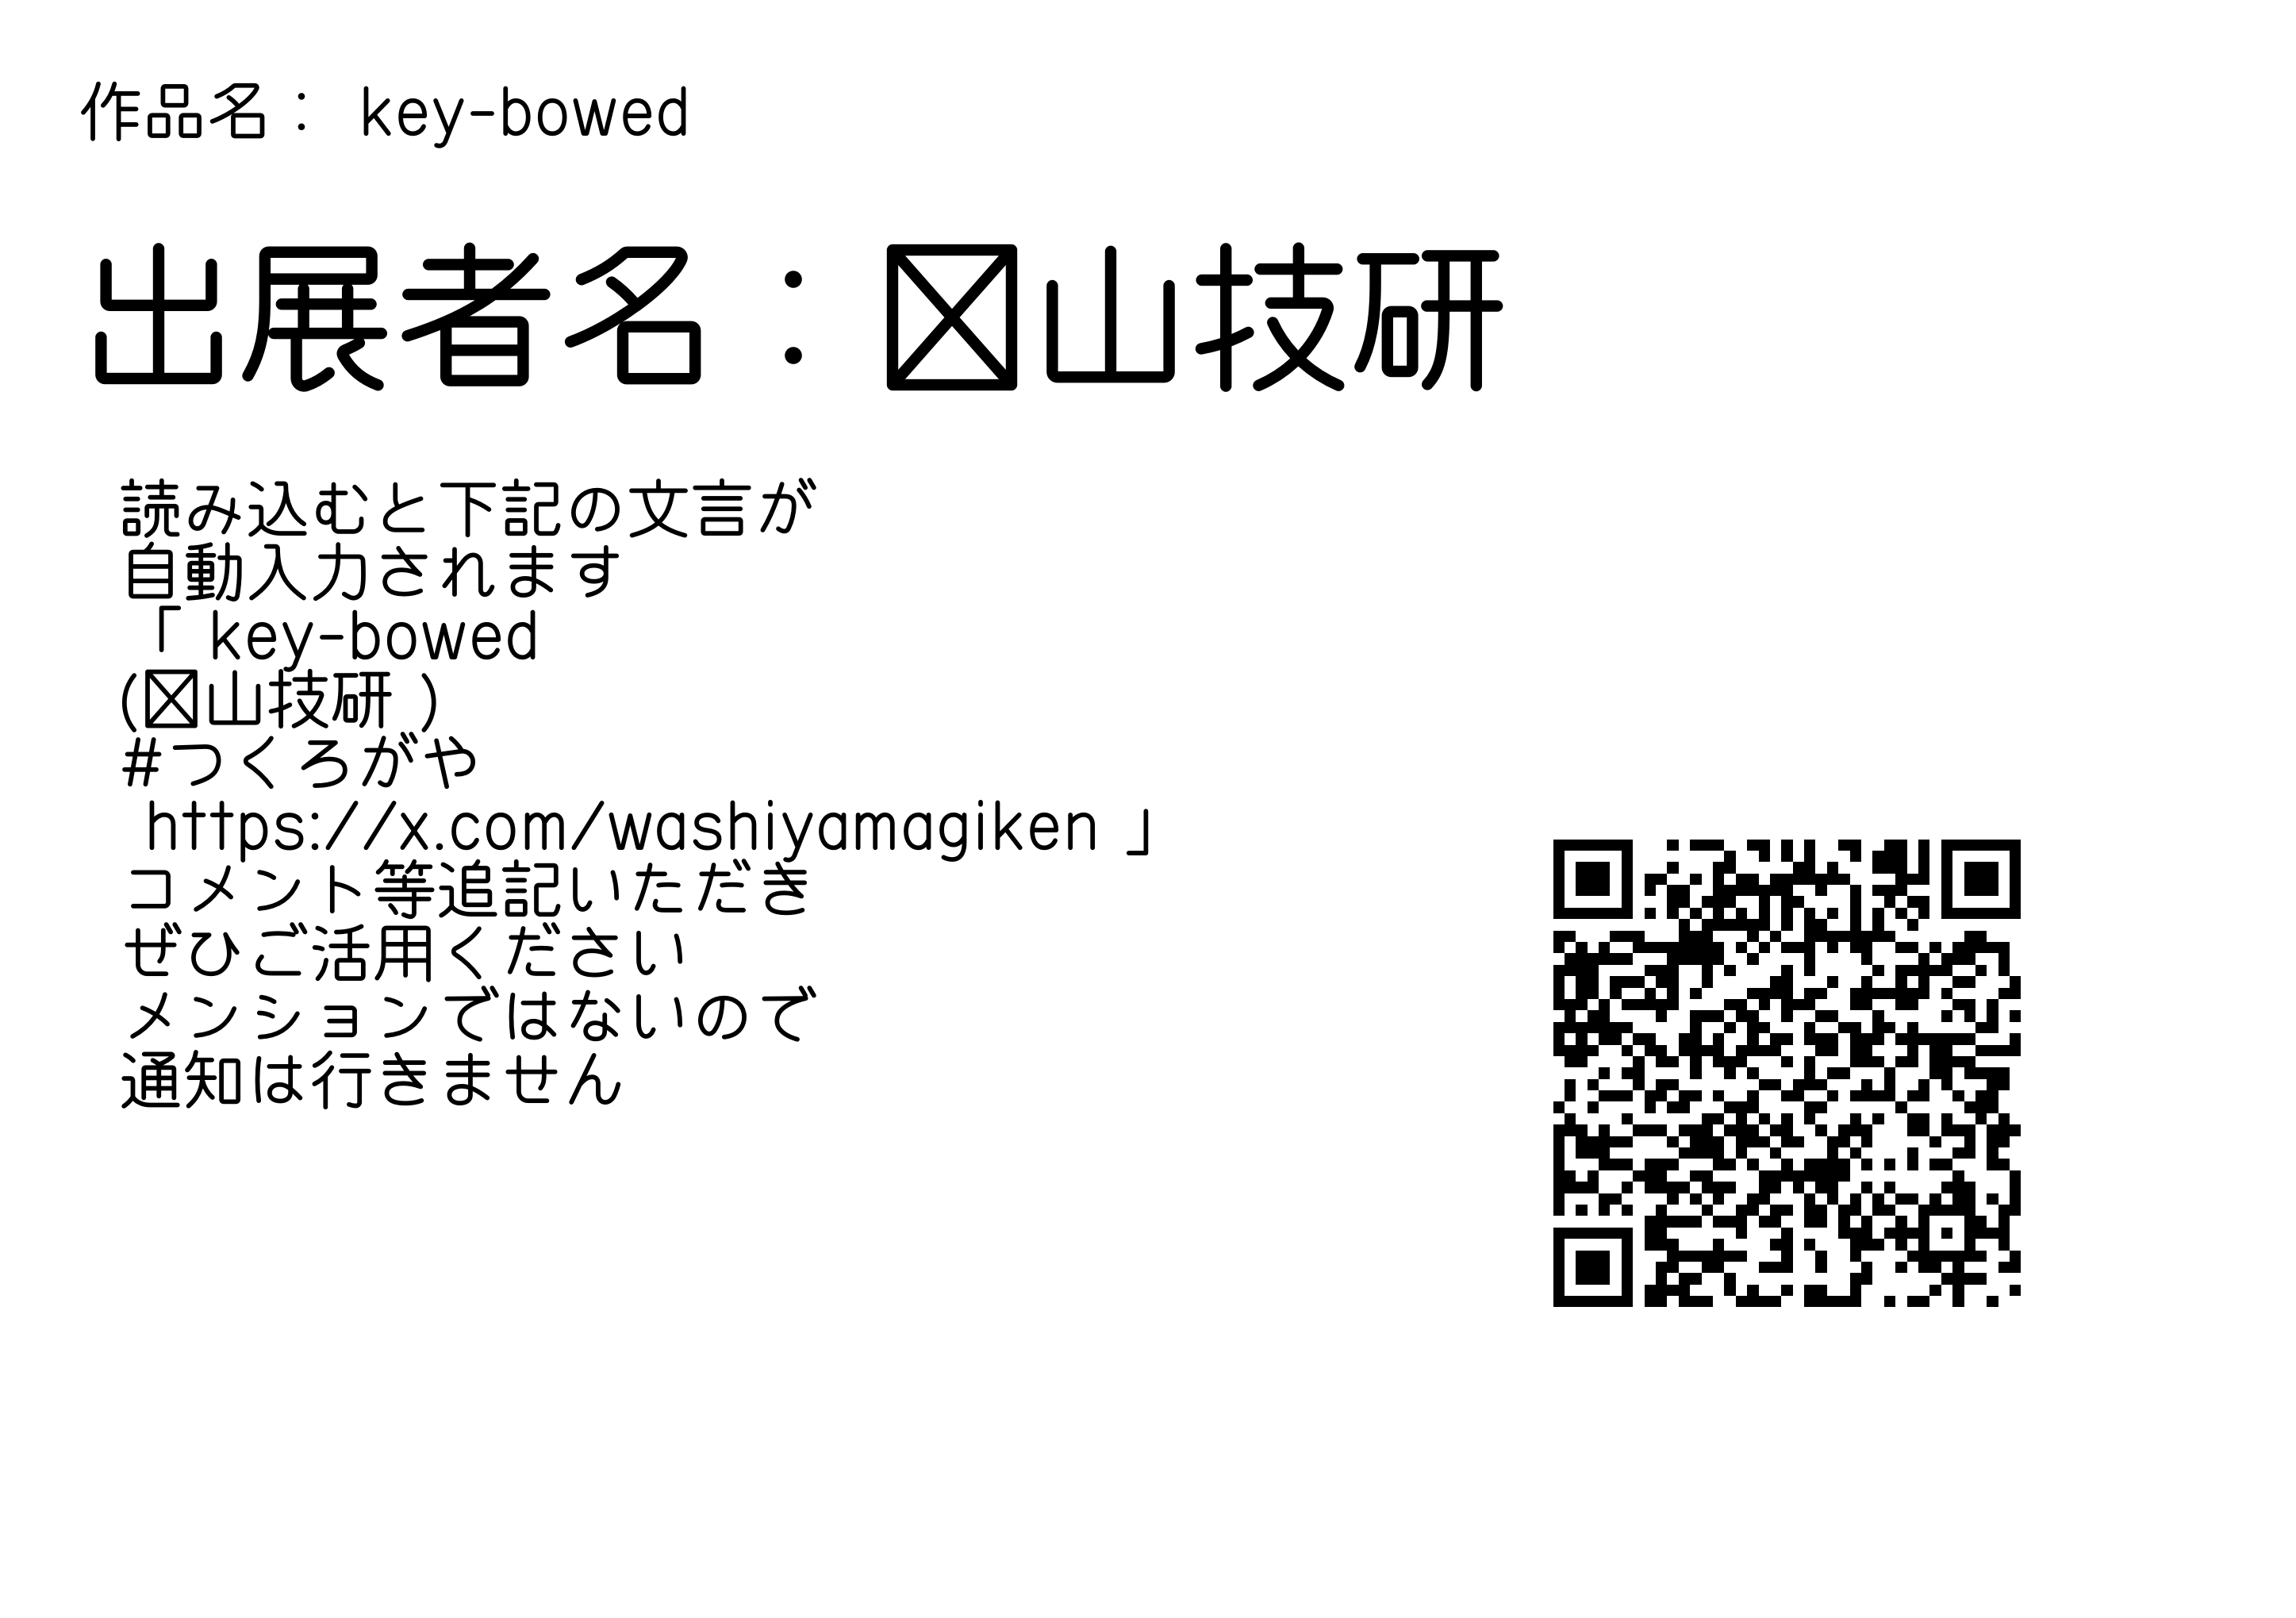 作品名： key-bowed
出展者名：山技研
読み込むと下記の文言が
自動入力されます
「key-bowed
(山技研 )
#つくろがや
https://x.com/washiyamagiken 」
コメント等追記いただき
ぜひご活用ください
メンションではないので
通知は行きません